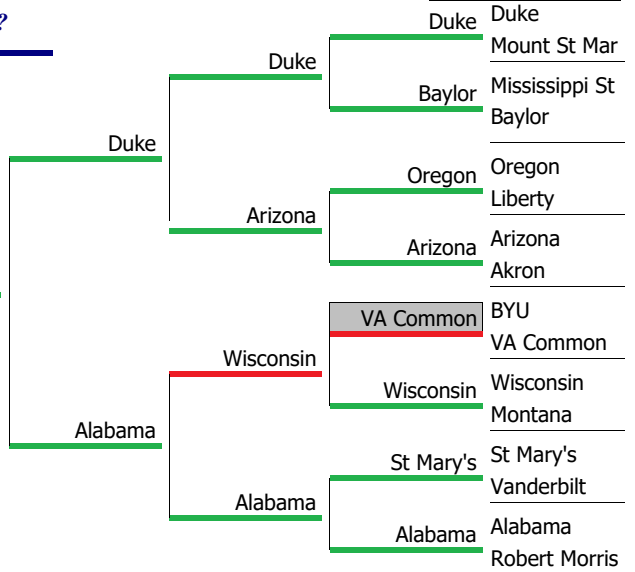 ?
Duke
Mount St Mar
Mississippi St
Baylor
Oregon
Liberty
Arizona
Akron
BYU
VA Common
Wisconsin
Montana
St Mary's
Vanderbilt
Alabama
Robert Morris
Duke
Baylor
Oregon
Arizona
VA Common
Wisconsin
St Mary's
Alabama
Duke
Arizona
Wisconsin
Alabama
Duke
Alabama